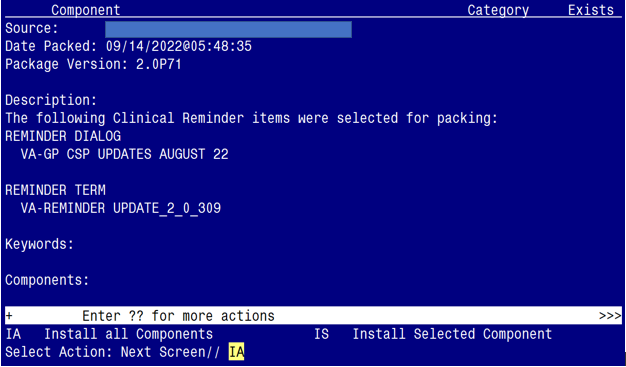 Component Category Exists
Source:
Date Packed: 09/14/2022@05:48:35
Package Version: 2.0P71
Description:
The following Clinical Reminder items were selected for packing:
REMINDER DIALOG
VA-GP CSP UPDATES AUGUST 22
REMINDER TERM
VA-REMINDER UPDATE_2_0_309
Keywords:
Components:
+ Enter ?? for more actions >>>
IA Install all Components IS Install Selected Component
Select Action: Next Screen// IA